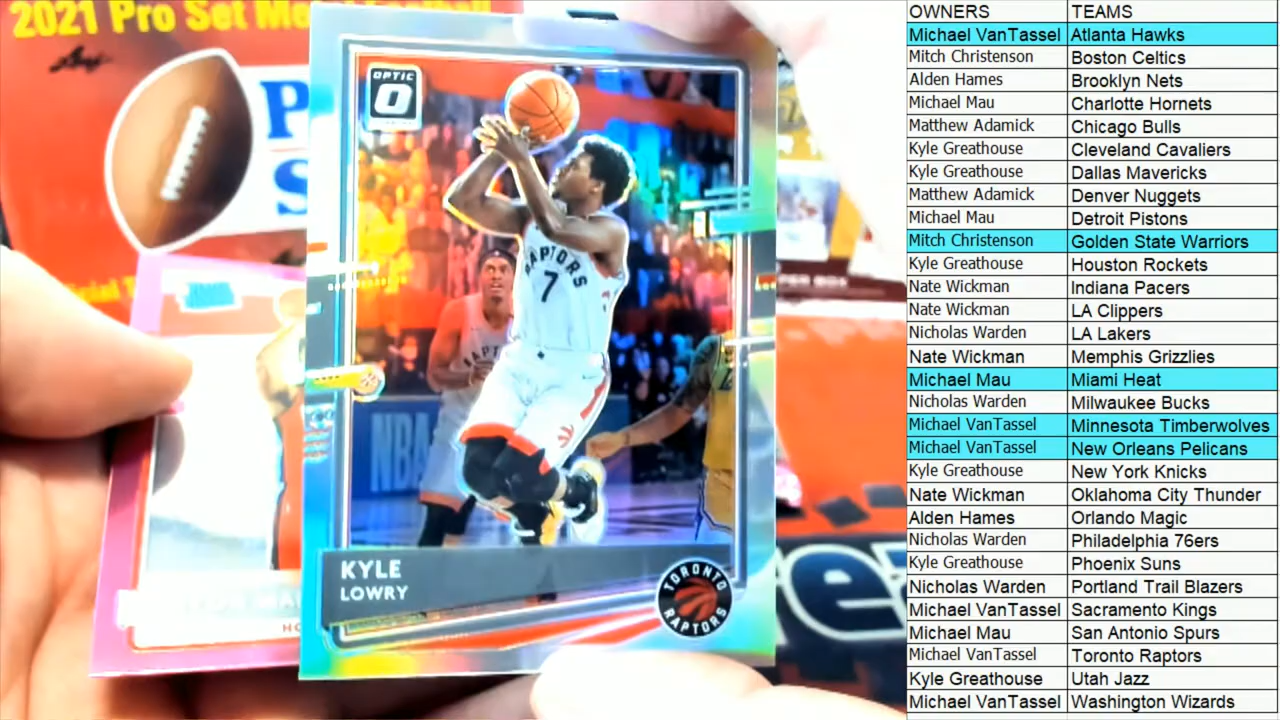 2021 Pro Set Me
OPTIC
RAPTORS
7
NBA
KYLE
LOWRY
TORONTO
RAPTORS
OWNERS TEAMS
Michael VanTassel Atlanta Hawks
Mitch Christenson Boston Celtics
Alden Hames Brooklyn Nets
Michael Mau Charlotte Hornets
Matthew Adamick Chicago Bulls
Kyle Greathouse Cleveland Cavaliers
Kyle Greathouse Dallas Mavericks
Matthew Adamick Denver Nuggets
Michael Mau Detroit Pistons
Mitch Christenson Golden State Warriors
Kyle Greathouse Houston Rockets
Nate Wickman Indiana Pacers
Nate Wickman LA Clippers
Nicholas Warden LA Lakers
Nate Wickman Memphis Grizzlies
Michael Mau Miami Heat
Nicholas Warden Milwaukee Bucks
Michael VanTassel Minnesota Timberwolves
Michael VanTassel New Orleans Pelicans
Kyle Greathouse New York Knicks
Nate Wickman Oklahoma City Thunder
Alden Hames Orlando Magic
Nicholas Warden Philadelphia 76ers
Kyle Greathouse Phoenix Suns
Nicholas Warden Portland Trail Blazers
Michael VanTassel Sacramento Kings
Michael Mau San Antonio Spurs
Michael VanTassel Toronto Raptors
Kyle Greathouse Utah Jazz
Michael VanTassel Washington Wizards